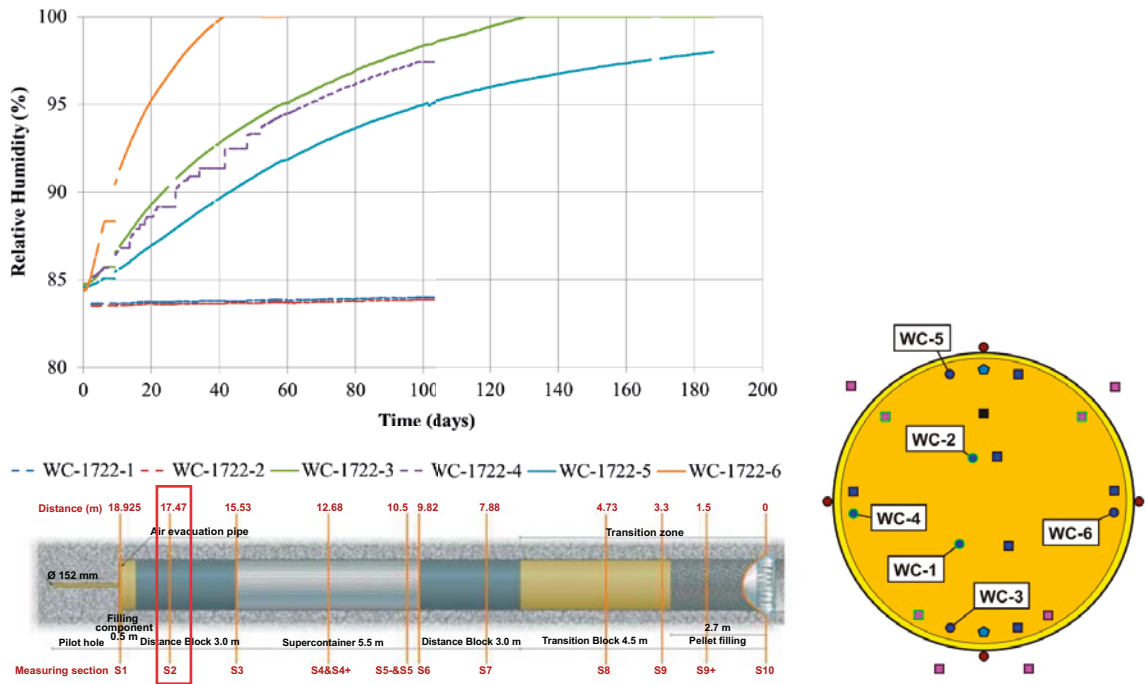 100
95
90
85
80
Relative Humidity (%)
0 20 40 60 80 100 120 140 160 180 200
Time (days)
WC-1722-1 WC-1722-2 WC-1722-3 WC-1722-4 WC-1722-5 WC-1722-6
Distance (m) 18.925 17.47 15.53 12.68 10.5 9.82 7.88 4.73 3.3 1.5 0
Air evacuation pipe Transition zone
Ø 152 mm
Filling
component
0.5 m
2.7 m
Pilot hole Distance Block 3.0 m Supercontainer 5.5 m Distance Block 3.0 m Transition Block 4.5 m Pellet filling
Measuring section S1 S2 S3 S4&S4+ S5-&S5 S6 S7 S8 S9 S9+ S10
WC-5
WC-2
WC-4
WC-6
WC-1
WC-3